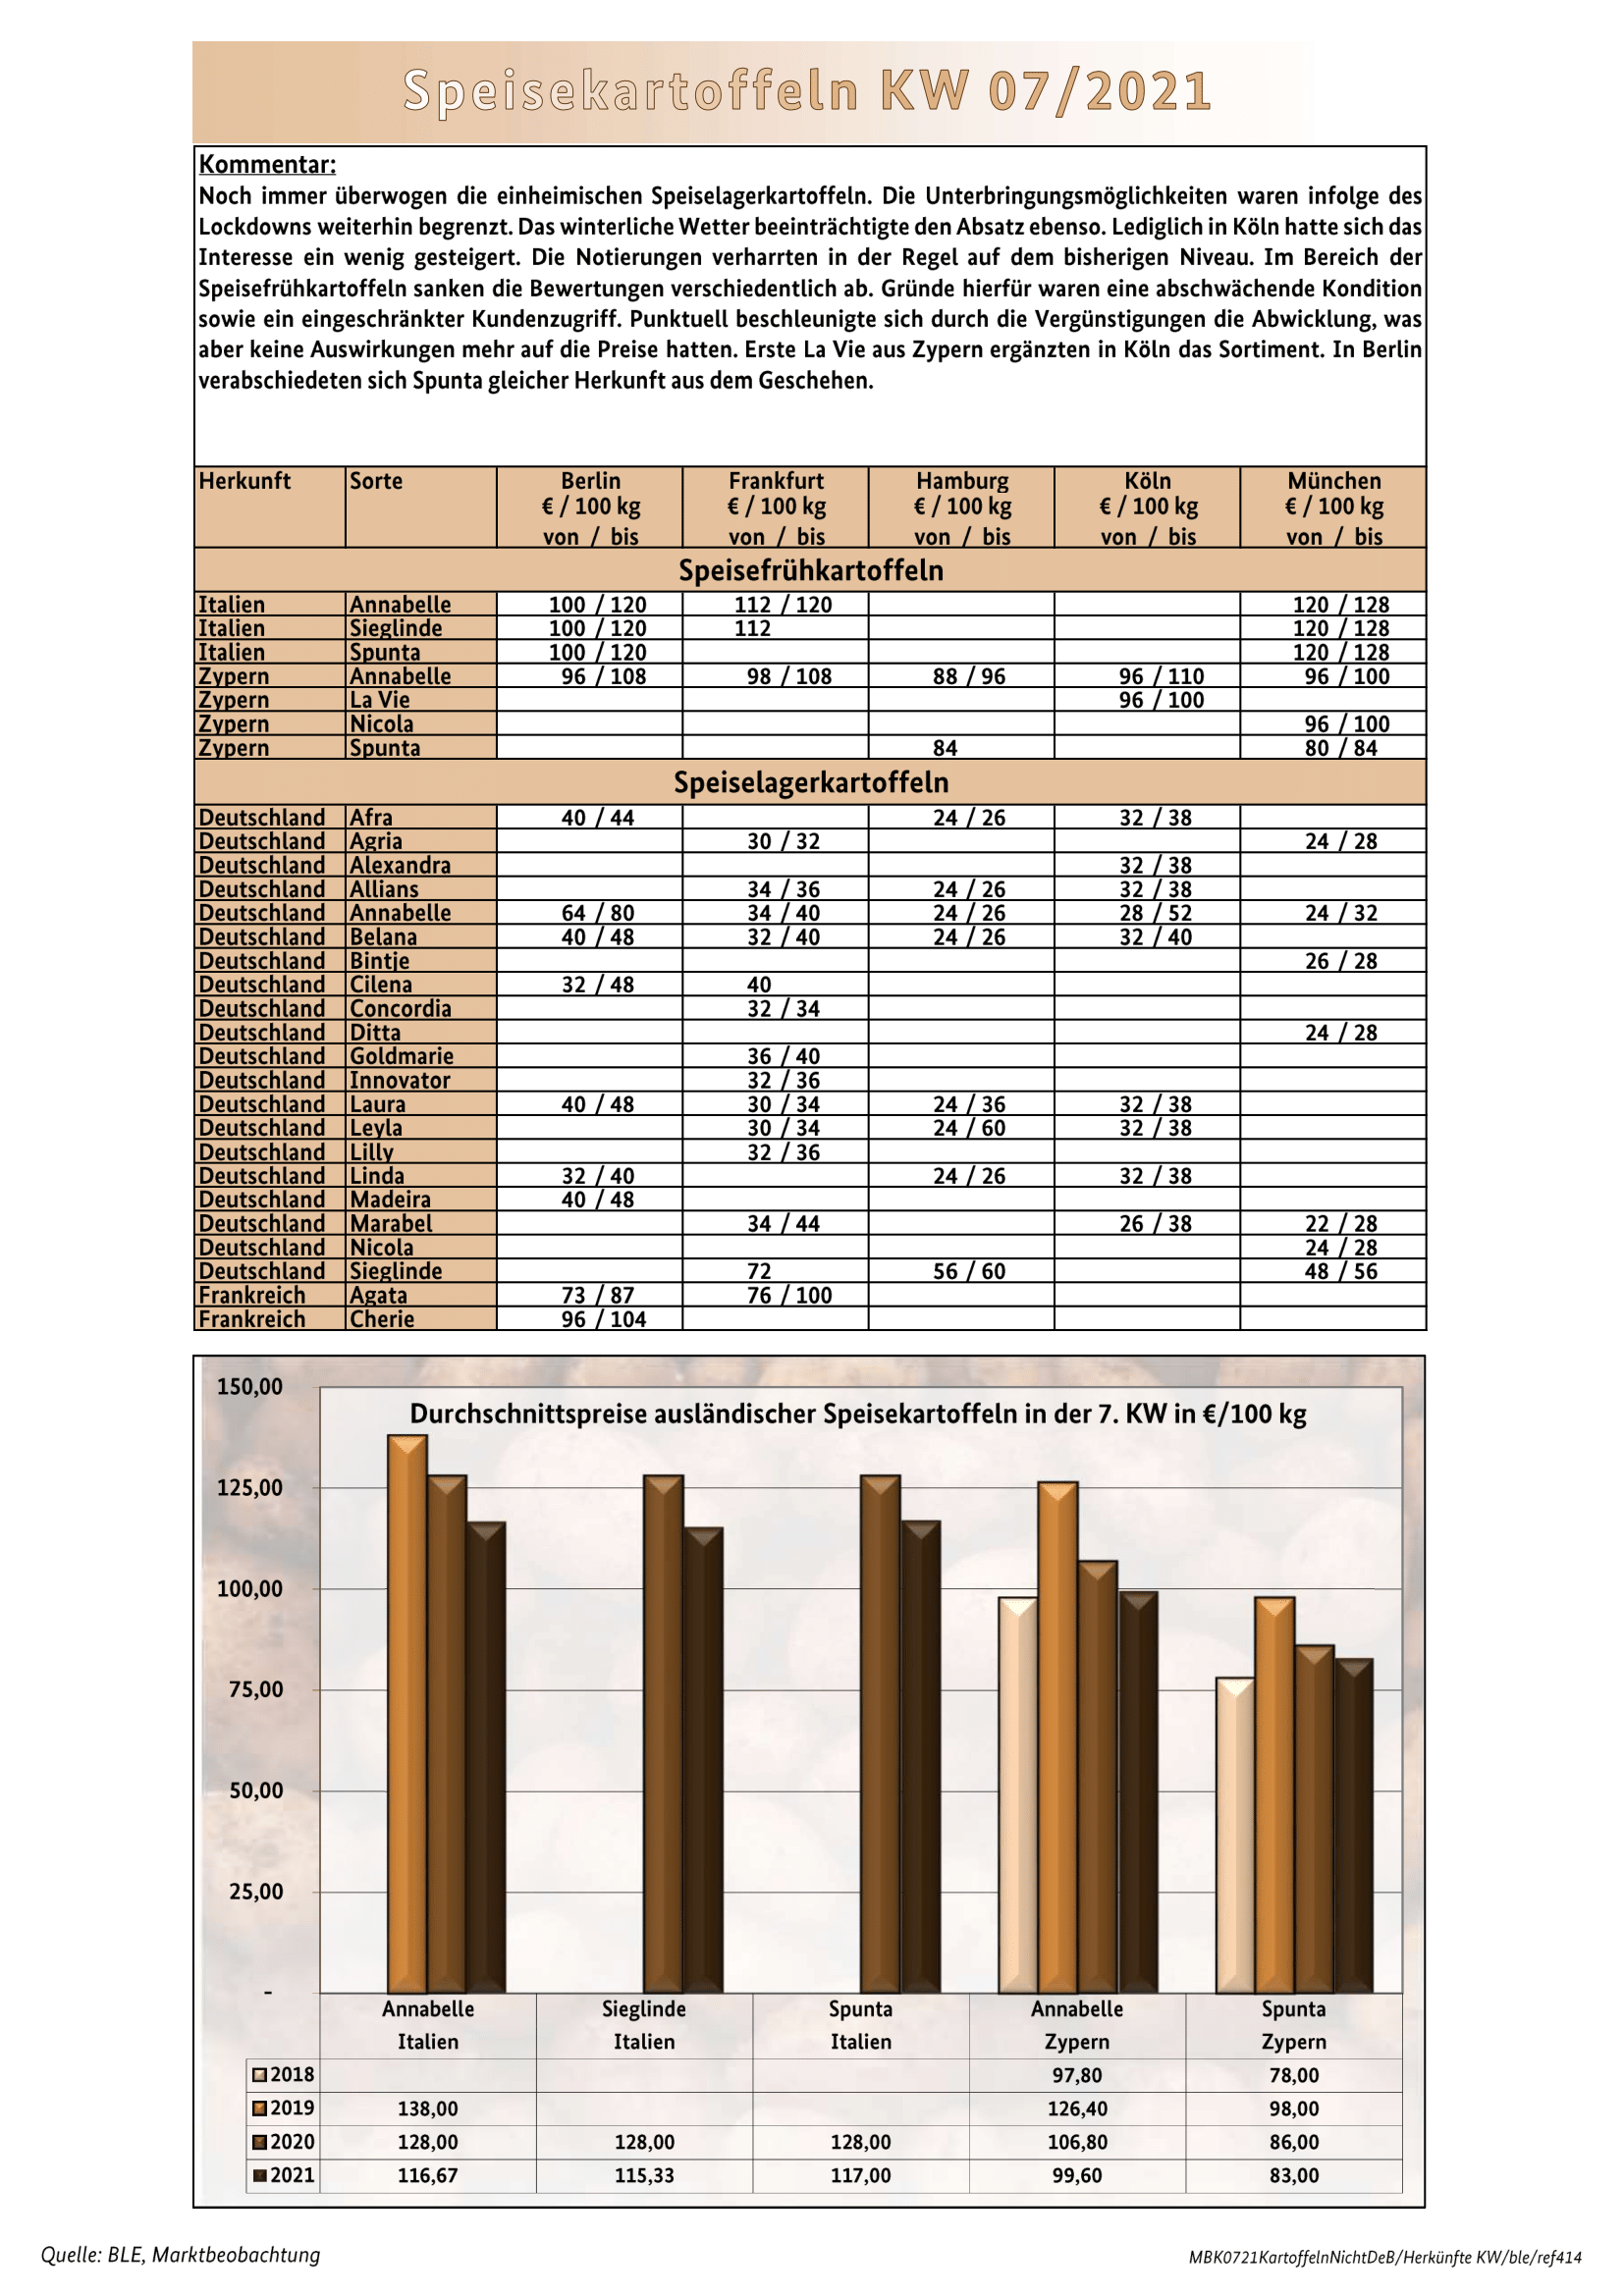 Speisekartoffeln KW 07/2021
Kommentar:
Noch immer überwogen die einheimischen Speiselagerkartoffeln. Die Unterbringungsmöglichkeiten waren infolge des
Lockdowns weiterhin begrenzt. Das winterliche Wetter beeinträchtigte den Absatz ebenso. Lediglich in Köln hatte sich das
Interesse ein wenig gesteigert. Die Notierungen verharrten in der Regel auf dem bisherigen Niveau. Im Bereich der
Speisefrühkartoffeln sanken die Bewertungen verschiedentlich ab. Gründe hierfür waren eine abschwächende Kondition
sowie ein eingeschränkter Kundenzugriff. Punktuell beschleunigte sich durch die Vergünstigungen die Abwicklung, was
aber keine Auswirkungen mehr auf die Preise hatten. Erste La Vie aus Zypern ergänzten in Köln das Sortiment. In Berlin
verabschiedeten sich Spunta gleicher Herkunft aus dem Geschehen.
Herkunft Sorte Berlin Frankfurt Hamburg Köln München
€ / 100 kg € / 100 kg € / 100 kg € / 100 kg € / 100 kg
von / bis von / bis von / bis von / bis von / bis
Speisefrühkartoffeln
Italien Annabelle 100 / 120 112 / 120 120 / 128
Italien Sieglinde 100 / 120 112 120 / 128
Italien Spunta 100 / 120 120 / 128
Zypern Annabelle 96 / 108 98 / 108 88 / 96 96 / 110 96 / 100
Zypern La Vie 96 / 100
Zypern Nicola 96 / 100
Zypern Spunta 84 80 / 84
Speiselagerkartoffeln
Deutschland Afra 40 / 44 24 / 26 32 / 38
Deutschland Agria 30 / 32 24 / 28
Deutschland Alexandra 32 / 38
Deutschland Allians 34 / 36 24 / 26 32 / 38
Deutschland Annabelle 64 / 80 34 / 40 24 / 26 28 / 52 24 / 32
Deutschland Belana 40 / 48 32 / 40 24 / 26 32 / 40
Deutschland Bintje 26 / 28
Deutschland Cilena 32 / 48 40
Deutschland Concordia 32 / 34
Deutschland Ditta 24 / 28
Deutschland Goldmarie 36 / 40
Deutschland Innovator 32 / 36
Deutschland Laura 40 / 48 30 / 34 24 / 36 32 / 38
Deutschland Leyla 30 / 34 24 / 60 32 / 38
Deutschland Lilly 32 / 36
Deutschland Linda 32 / 40 24 / 26 32 / 38
Deutschland Madeira 40 / 48
Deutschland Marabel 34 / 44 26 / 38 22 / 28
Deutschland Nicola 24 / 28
Deutschland Sieglinde 72 56 / 60 48 / 56
Frankreich Agata 73 / 87 76 / 100
Frankreich Cherie 96 / 104
Durchschnittspreise ausländischer Speisekartoffeln in der 7. KW in €/100 kg
150,00
125,00
100,00
75,00
50,00
25,00
-
Annabelle Sieglinde Spunta Annabelle Spunta
Italien Italien Italien Zypern Zypern
2018 97,80 78,00
2019 138,00 126,40 98,00
2020 128,00 128,00 128,00 106,80 86,00
2021 116,67 115,33 117,00 99,60 83,00
Quelle: BLE, Marktbeobachtung
MBK0721KartoffelnNichtDeB/Herkünfte KW/ble/ref414